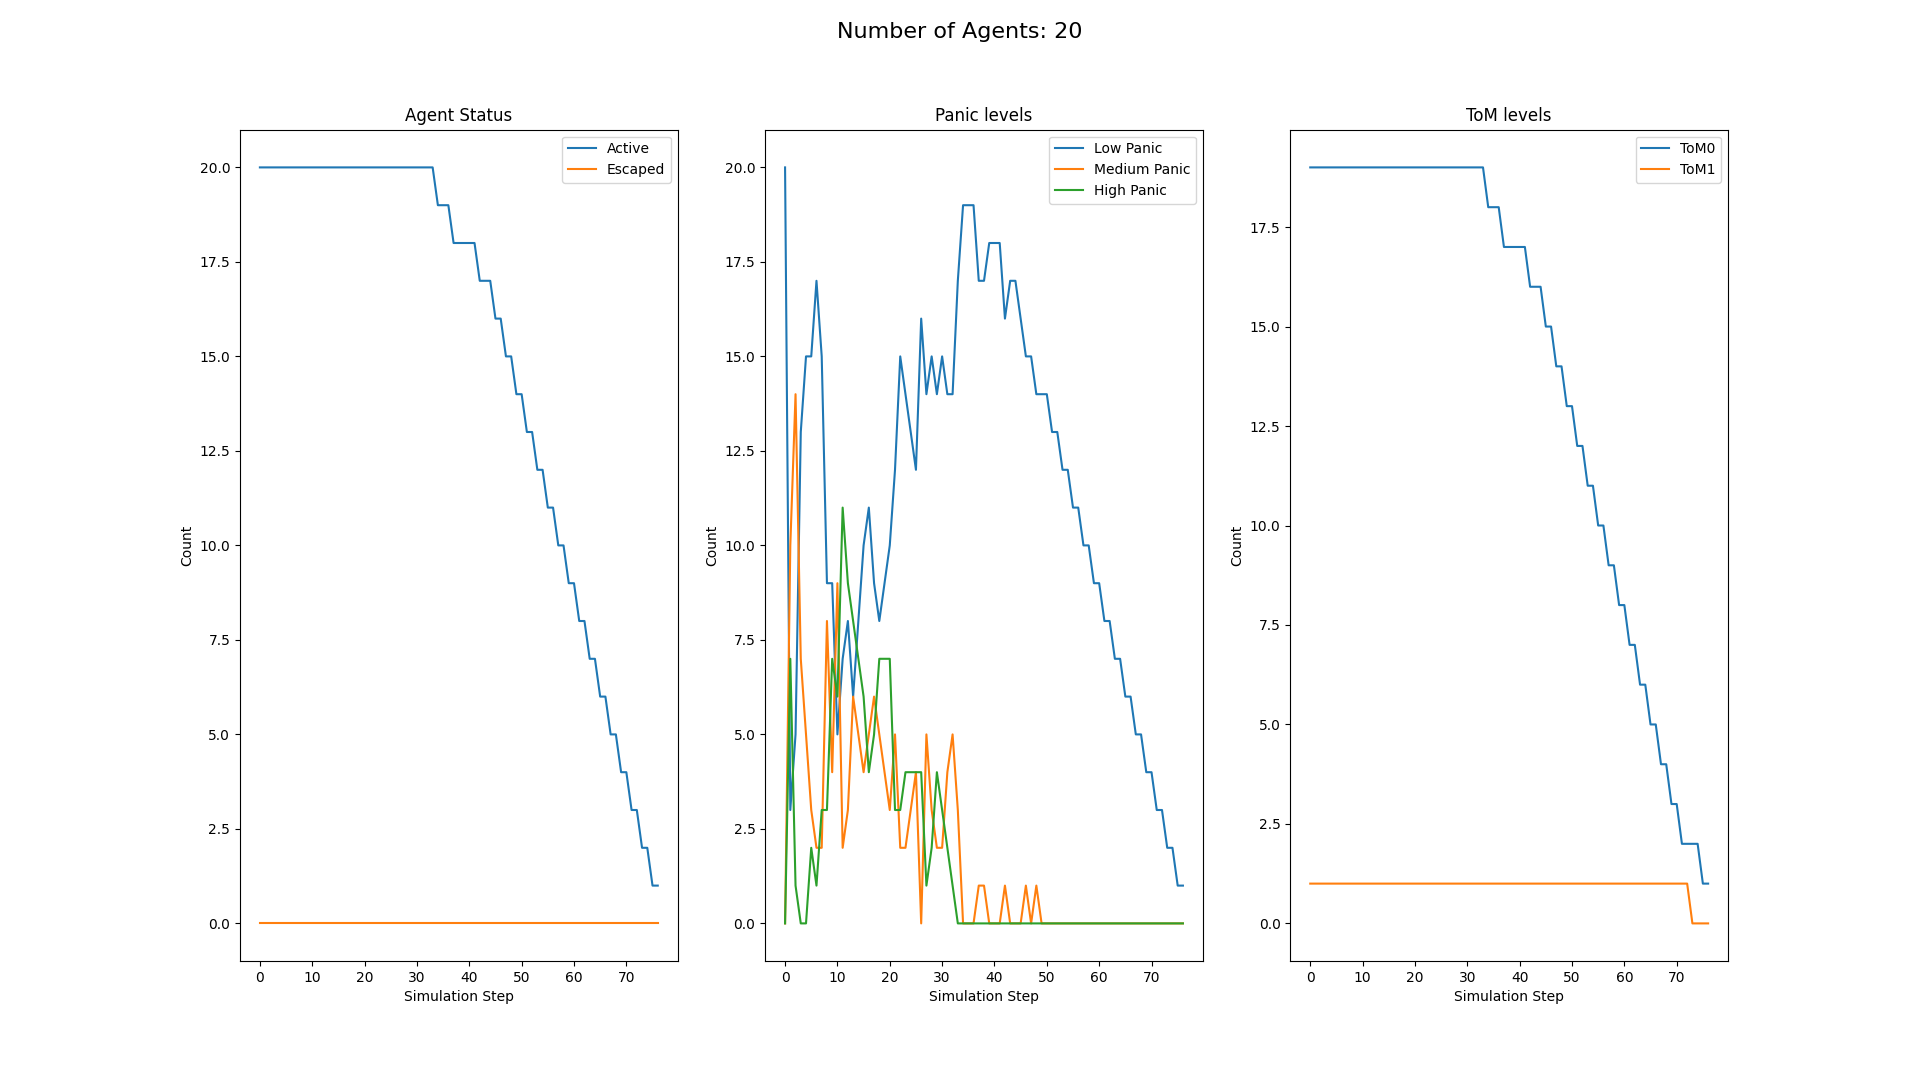 Number of Agents: 20
Agent Status
Active
Escaped
20.0
17.5
15.0
12.5
10.0
7.5
5.0
2.5
0.0
Count
0 10 20 30 40 50 60 70
Simulation Step
Panic levels
Low Panic
Medium Panic
High Panic
20.0
17.5
15.0
12.5
10.0
7.5
5.0
2.5
0.0
Count
0 10 20 30 40 50 60 70
Simulation Step
ToM levels
ToM0
ToM1
17.5
15.0
12.5
10.0
7.5
5.0
2.5
0.0
Count
0 10 20 30 40 50 60 70
Simulation Step